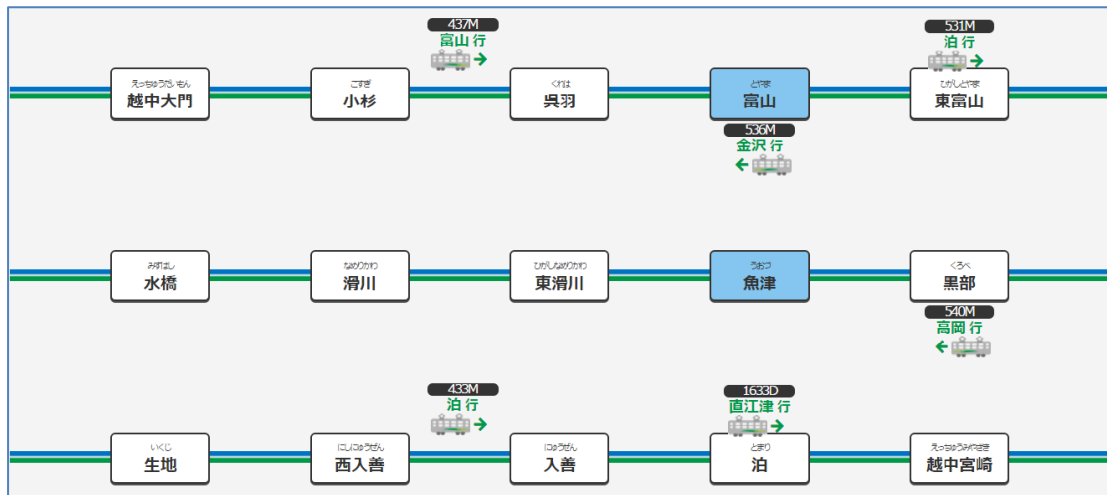 437M
富山 行
531M
泊 行
えっちゅうだいもん
越中大門
こすぎ
小杉
くれは
呉羽
とやま
富山
ひがしとやま
東富山
536M
金沢 行
みずはし
水橋
なめりかわ
滑川
ひがしなめりかわ
東滑川
うおづ
魚津
くろべ
黒部
540M
高岡 行
433M
泊 行
1633D
直江津 行
いくじ
生地
にしにゅうぜん
西入善
にゅうぜん
入善
とまり
泊
えっちゅうみやざき
越中宮崎